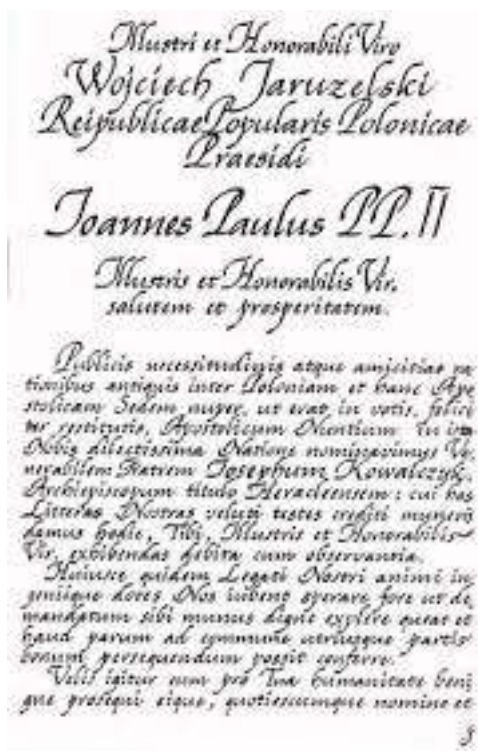 Illustri et Honorabili Viro
Wojciech Jaruzelski
Reipublicae Popularis Polonicae
Praesidi
Joannes Paulus PP. II
Illustris et Honorabilis Vir,
salutem et prosperitatem.
Publicis necessitudinis atque amicitiae ra
tionibus antiquis inter Poloniam et hanc Apo
stolicam Sedem nuper, ut erat in votis, felici
ter restitutis, Apostolicum Nuntium in ista
Nobis dilectissima Natione nominavimus Ve
nerabilem Fratrem Josephum Kowalczyk,
Archiepiscopum titulo Heracleensem: cui has
Litteras Nostras veluti testes crediti muneris
damus hodie, Tibi, Illustris et Honorabilis
Vir, exhibendas debita cum observantia.
Huiusce quidem Legati Nostri animi in
geniique dotes Nos iubent sperare fore ut de
mandatum sibi munus digne explere queat et
haud parum ad commune utriusque partis
bonum persequendum possit conferre.
Velis igitur eum pro Tua humanitate beni
gne prosequi eique, quotiescumque nomine et
3